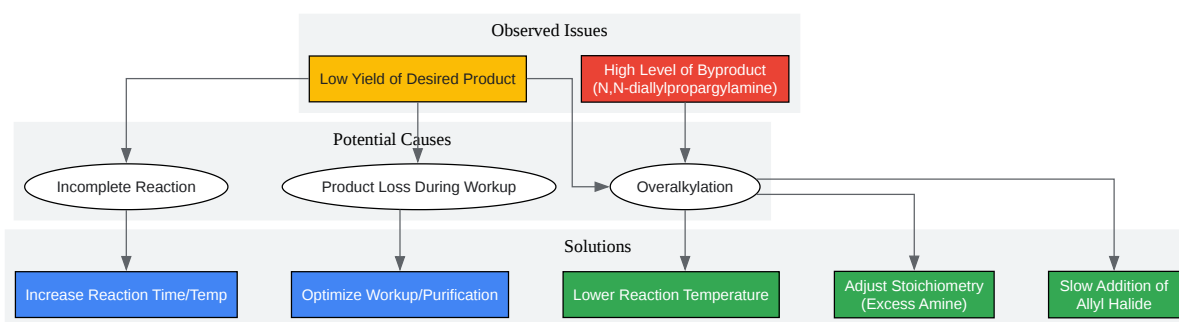 Observed Issues
Low Yield of Desired Product
High Level of Byproduct
(N,N-diallylpropargylamine)
Potential Causes
Incomplete Reaction
Product Loss During Workup
Overalkylation
Solutions
Increase Reaction Time/Temp
Optimize Workup/Purification
Lower Reaction Temperature
Adjust Stoichiometry
(Excess Amine)
Slow Addition of
Allyl Halide